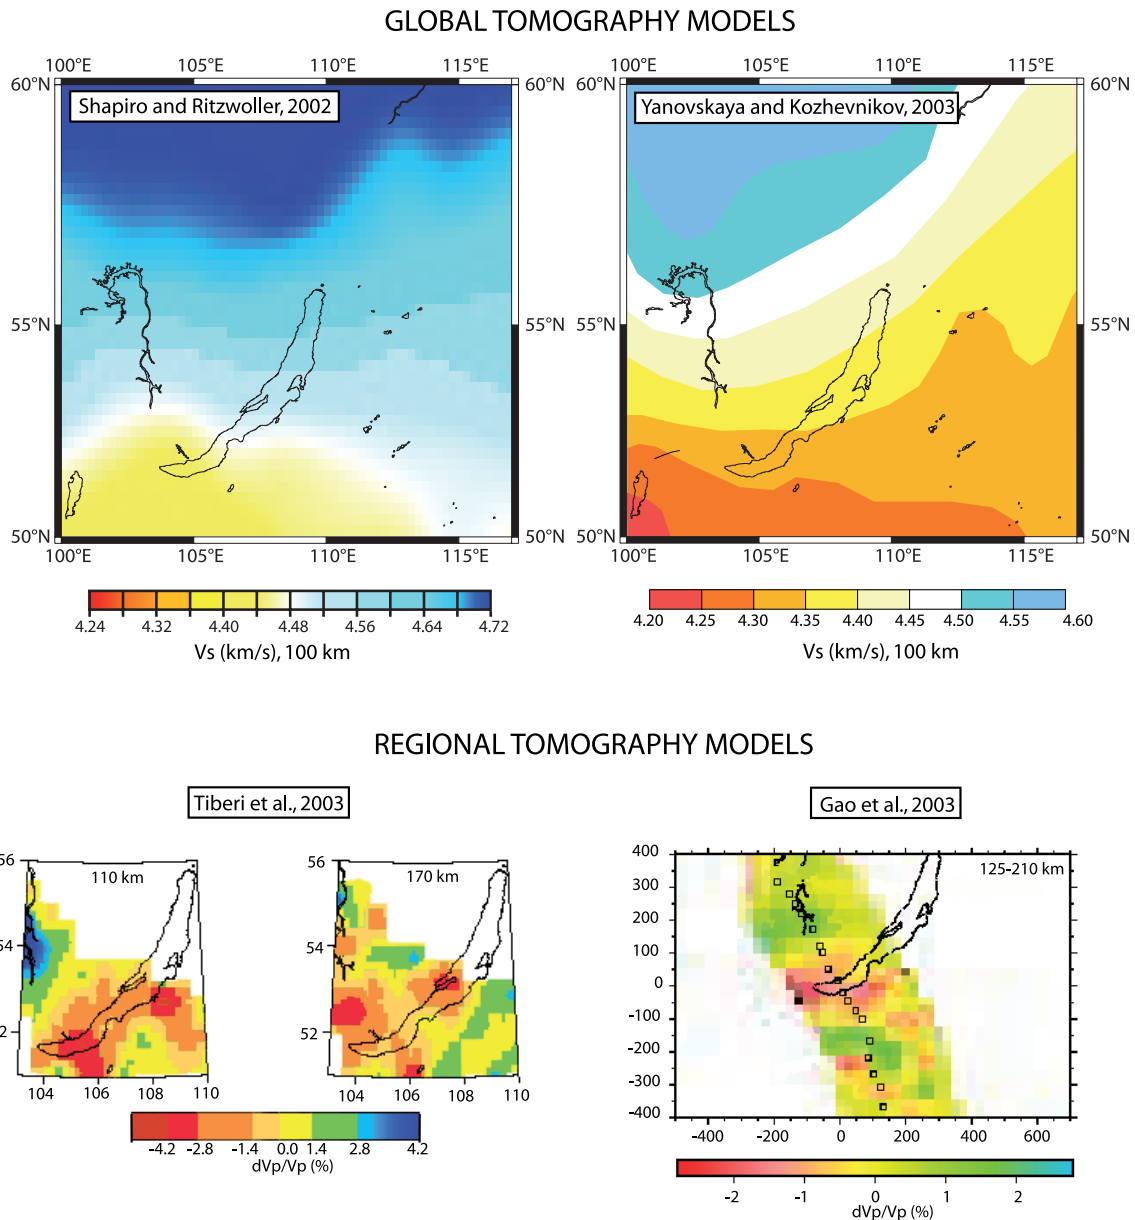 GLOBAL TOMOGRAPHY MODELS
100°E 105°E 110°E 115°E
60°N
Shapiro and Ritzwoller, 2002
55°N
50°N
100°E 105°E 110°E 115°E
4.24 4.32 4.40 4.48 4.56 4.64 4.72
Vs (km/s), 100 km
100°E 105°E 110°E 115°E
60°N 60°N
Yanovskaya and Kozhevnikov, 2003
55°N 55°N
50°N 50°N
100°E 105°E 110°E 115°E
4.20 4.25 4.30 4.35 4.40 4.45 4.50 4.55 4.60
Vs (km/s), 100 km
REGIONAL TOMOGRAPHY MODELS
Tiberi et al., 2003
56
110 km
54
2
104 106 108 110
56
170 km
54
52
104 106 108 110
-4.2 -2.8 -1.4 0.0 1.4 2.8 4.2
dVp/Vp (%)
Gao et al., 2003
400
125-210 km
300
200
100
0
-100
-200
-300
-400
-400 -200 0 200 400 600
-2 -1 0 1 2
dVp/Vp (%)